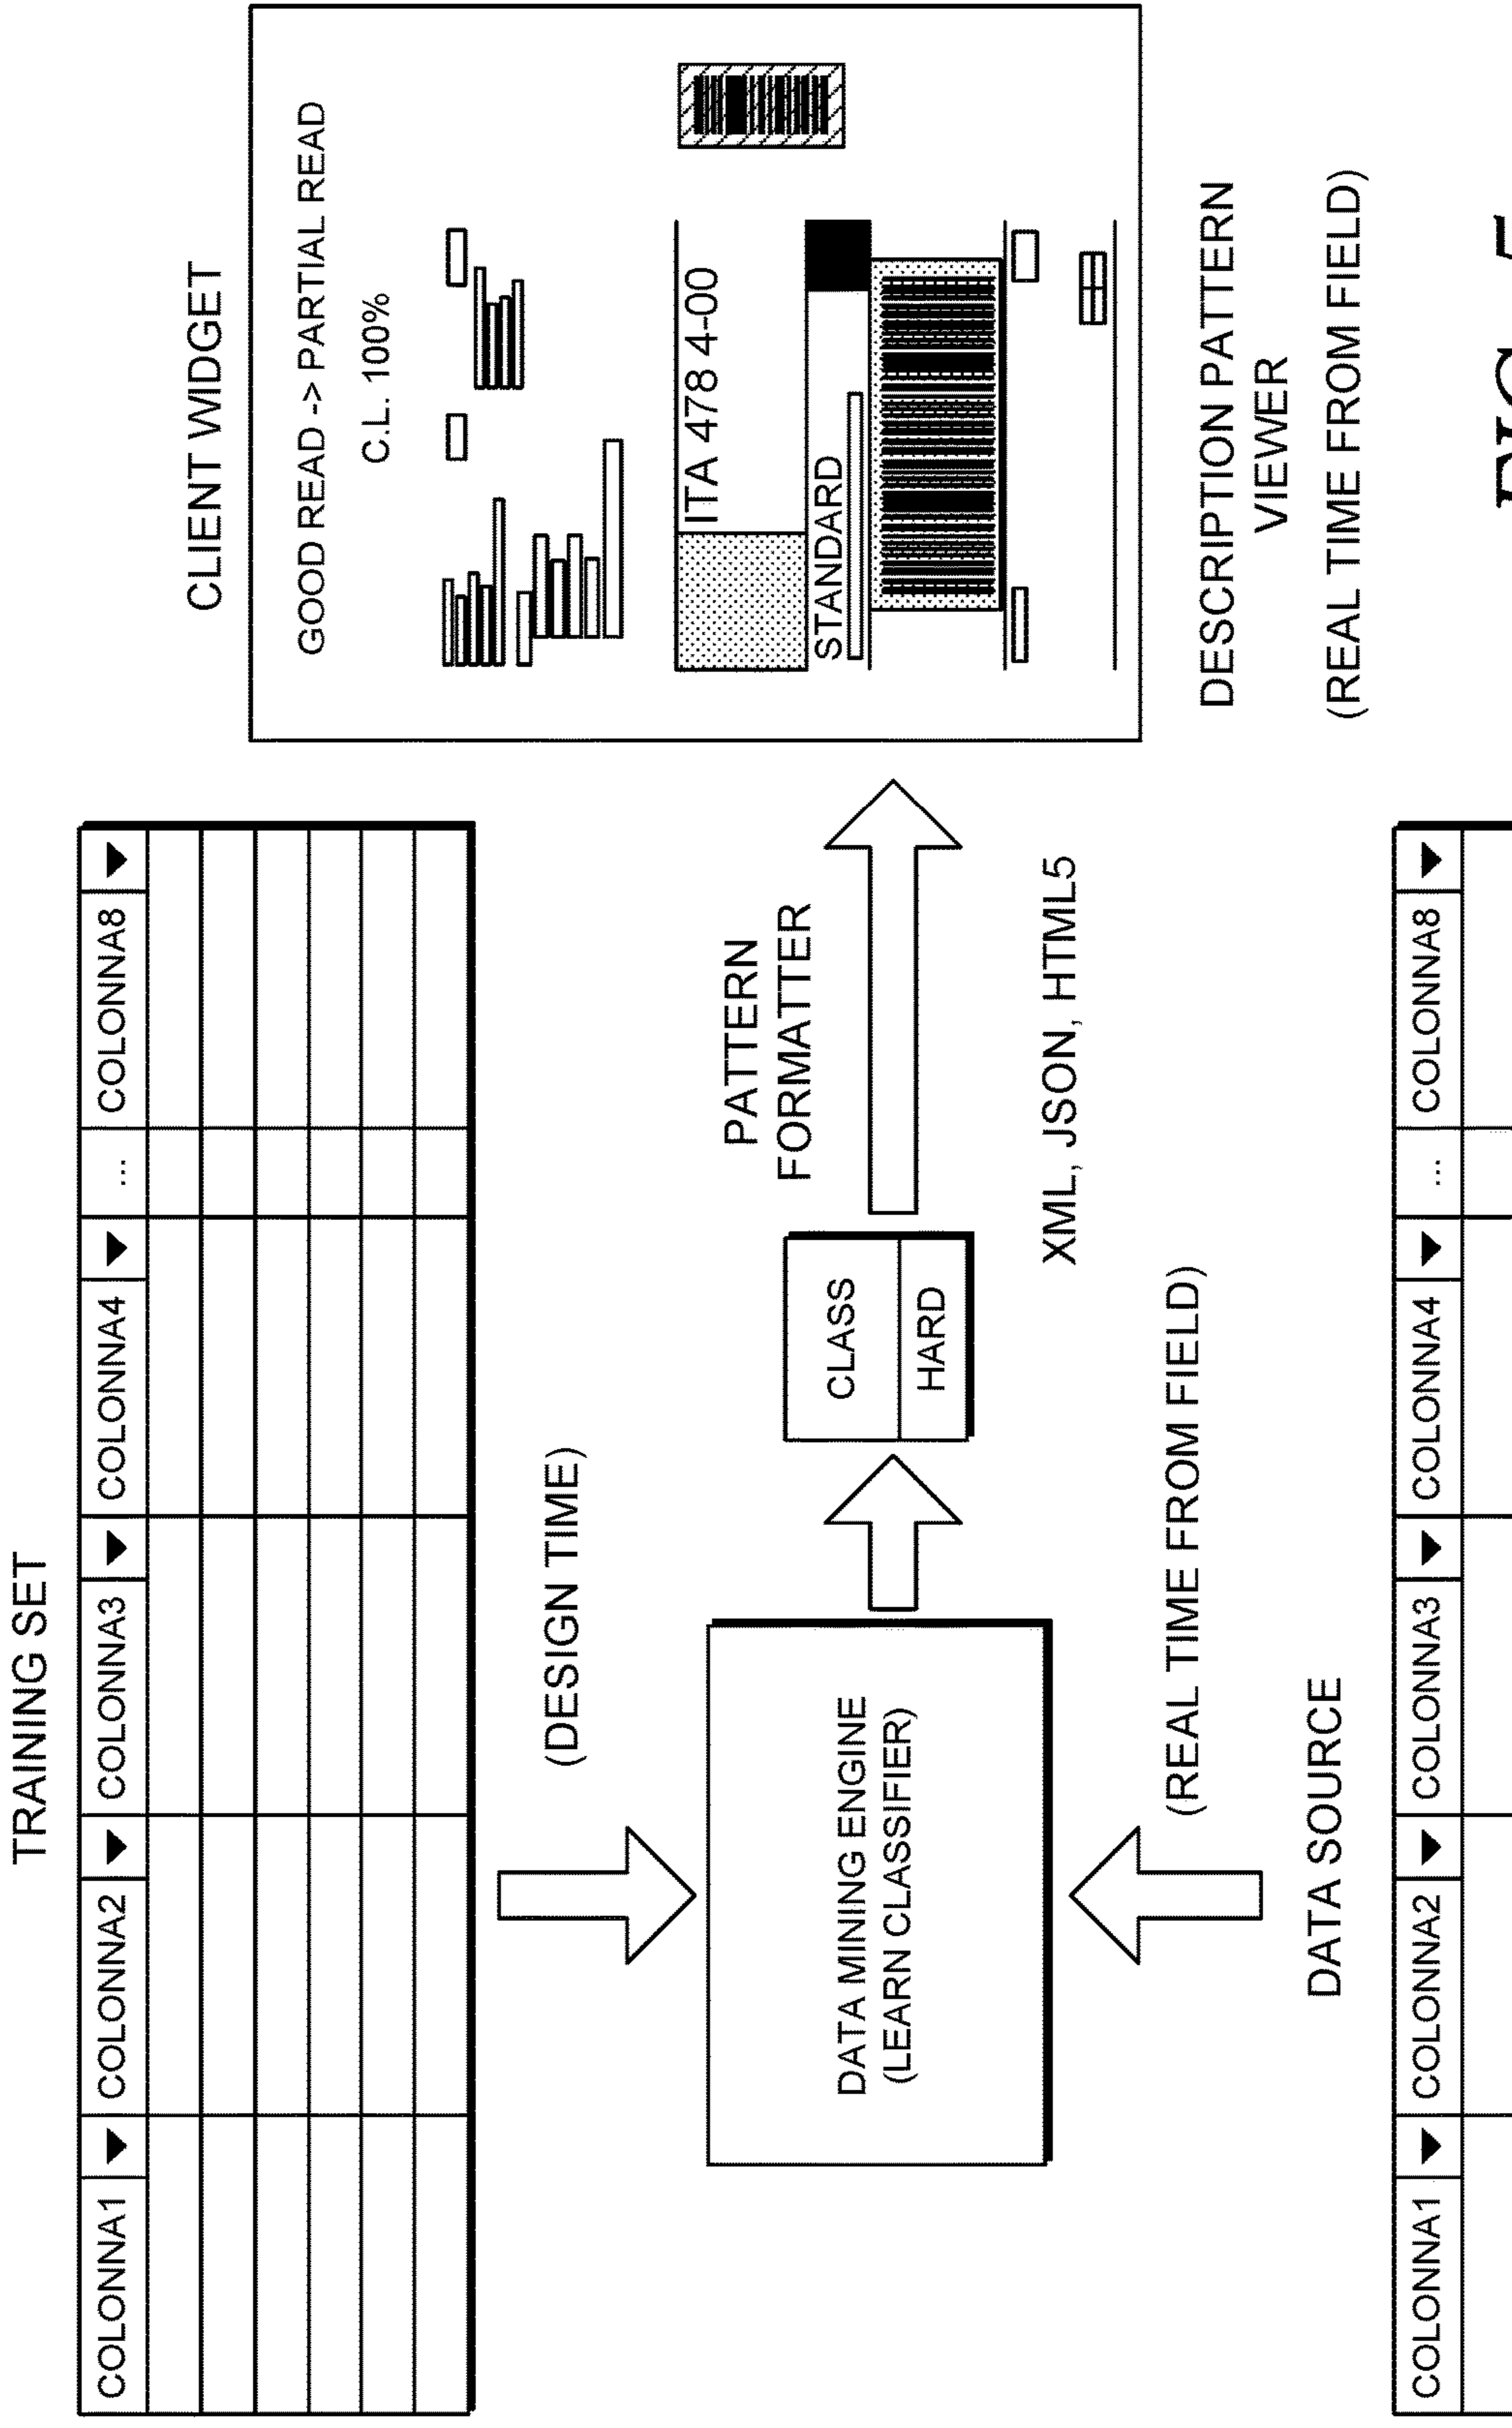 TRAINING SET
COLONNA1 COLONNA2 COLONNA3 COLONNA4 ... COLONNA8
(DESIGN TIME)
DATA MINING ENGINE
(LEARN CLASSIFIER)
CLASS
HARD
PATTERN
FORMATTER
XML, JSON, HTML5
(REAL TIME FROM FIELD)
DATA SOURCE
COLONNA1 COLONNA2 COLONNA3 COLONNA4 ... COLONNA8
CLIENT WIDGET
GOOD READ -> PARTIAL READ
C.L. 100%
ITA 478 4-00
STANDARD
DESCRIPTION PATTERN
VIEWER
(REAL TIME FROM FIELD)